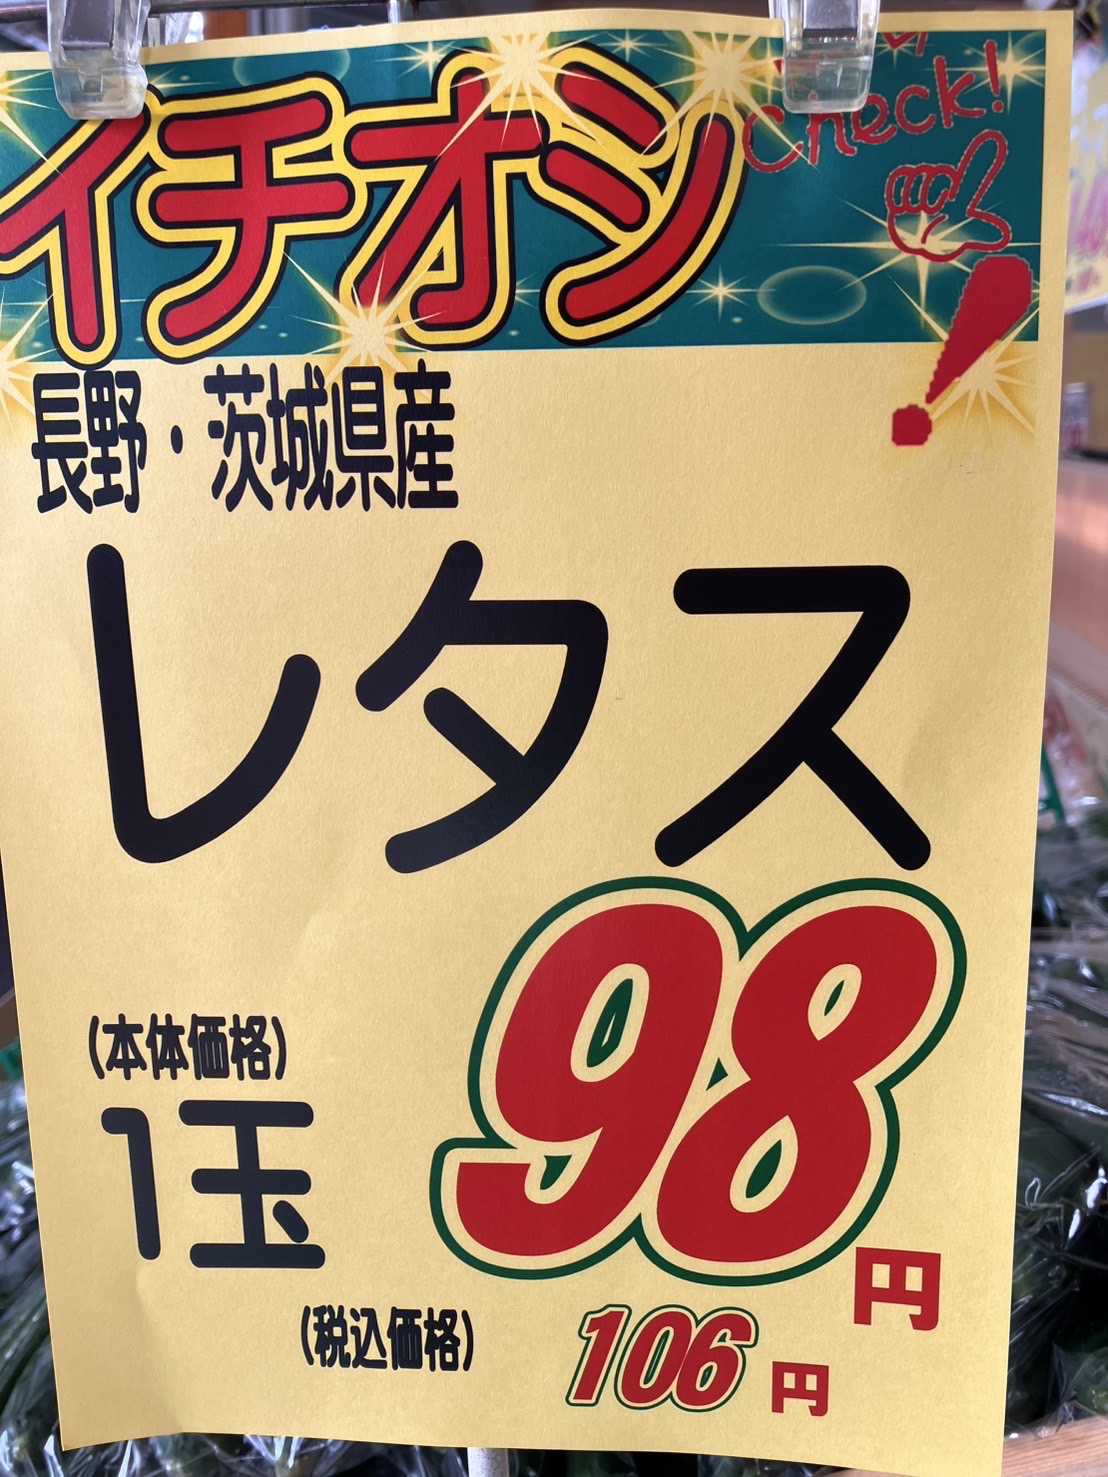 イチオシ
Check!
長野・茨城県産
レタス
(本体価格)
1玉
98円
(税込価格)
106円